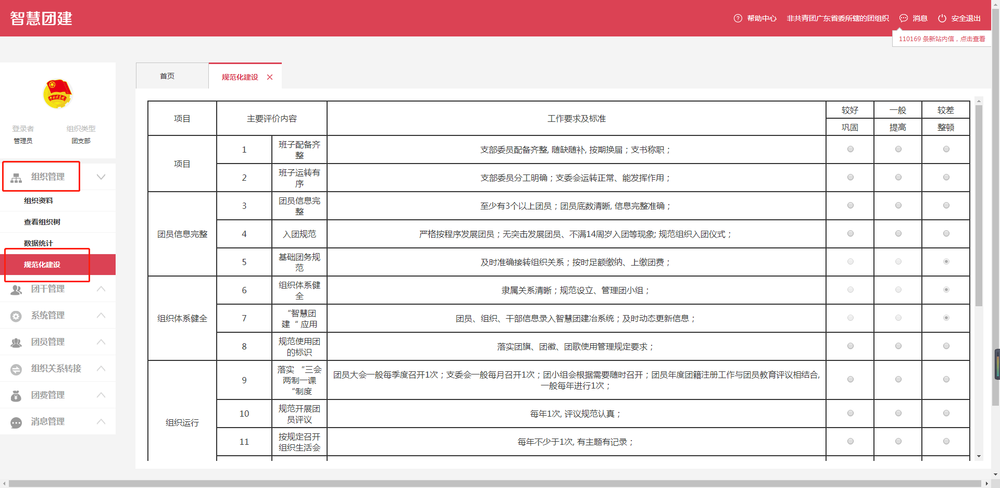 智慧团建
帮助中心
非共青团广东省委所辖的团组织
消息
安全退出
110169 条新站内信，点击查看
登录者
组织类型
管理员
团支部
组织管理
组织资料
查看组织树
数据统计
规范化建设
团干管理
系统管理
团员管理
组织关系转接
团费管理
消息管理
首页
规范化建设
项目
主要评价内容
工作要求及标准
较好
一般
较差
巩固
提高
整顿
项目
1
班子配备齐
整
支部委员配备齐整, 随缺随补, 按期换届；支书称职；
2
班子运转有
序
支部委员分工明确；支委会运转正常、能发挥作用；
团员信息完整
3
团员信息完
整
至少有3个以上团员；团员底数清晰, 信息完整准确；
4
入团规范
严格按程序发展团员；无突击发展团员、不满14周岁入团等现象; 规范组织入团仪式；
5
基础团务规
范
及时准确接转组织关系；按时足额缴纳、上缴团费；
组织体系健全
6
组织体系健
全
隶属关系清晰；规范设立、管理团小组；
7
“智慧团
建“ 应用
团员、组织、干部信息录入智慧团建冶系统；及时动态更新信息；
8
规范使用团
的标识
落实团旗、团徽、团歌使用管理规定要求；
组织运行
9
落实 “三会
两制一课
“制度
团员大会一般每季度召开1次；支委会一般每月召开1次；团小组会根据需要随时召开；团员年度团籍注册工作与团员教育评议相结合,
一般每年进行1次；
10
规范开展团
员评议
每年1次, 评议规范认真；
11
按规定召开
组织生活会
每年不少于1次, 有主题有记录；